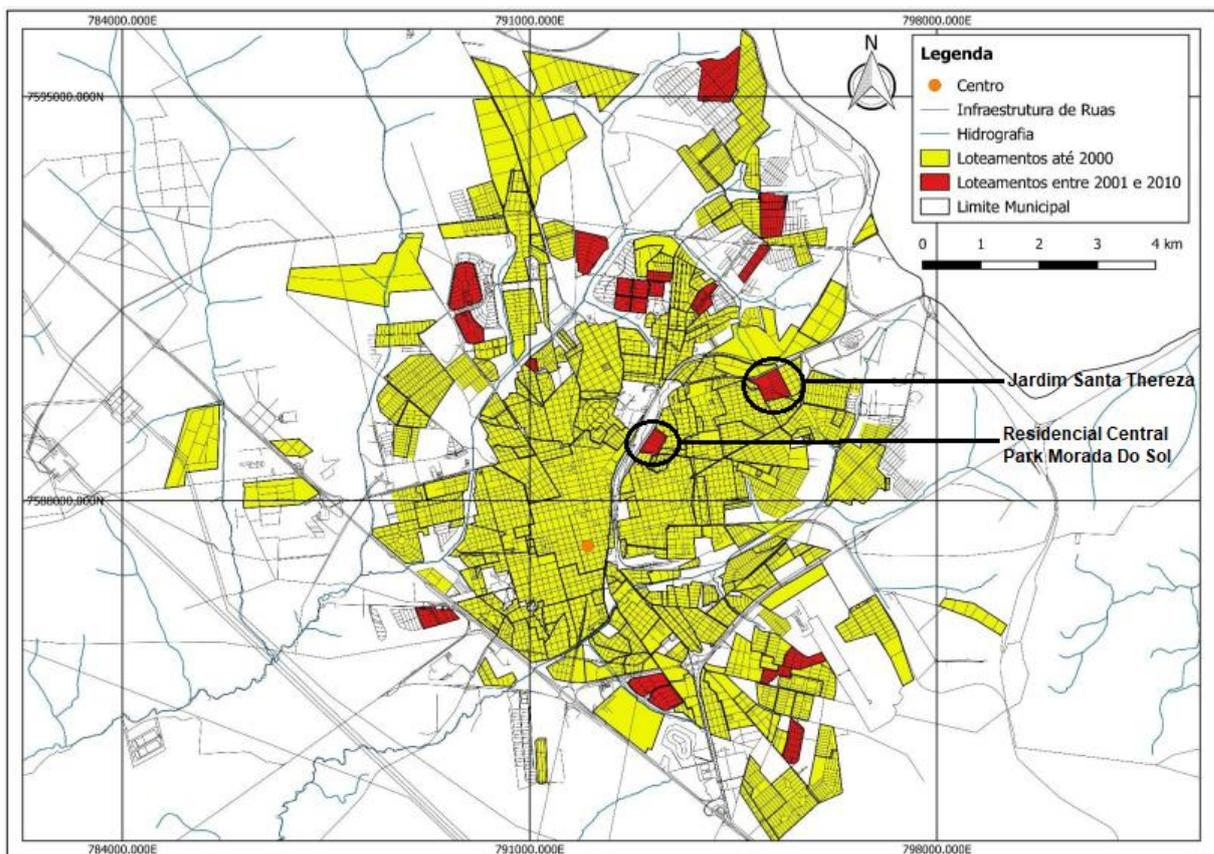 784000.000E
791000.000E
798000.000E
N
Legenda
Centro
Infraestrutura de Ruas
Hidrografia
Loteamentos até 2000
Loteamentos entre 2001 e 2010
Limite Municipal
0 1 2 3 4 km
7595000.000N
Jardim Santa Thereza
Residencial Central
Park Morada Do Sol
7588000.000N
784000.000E
791000.000E
798000.000E